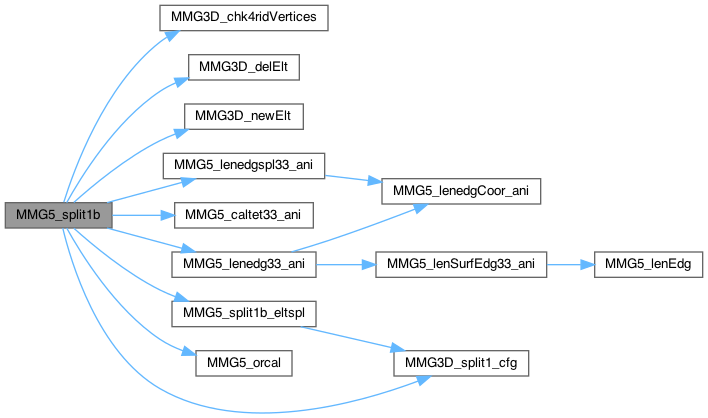 MMG3D_chk4ridVertices
MMG3D_delElt
MMG3D_newElt
MMG5_lenedgspl33_ani
MMG5_lenedgCoor_ani
MMG5_split1b
MMG5_caltet33_ani
MMG5_lenedg33_ani
MMG5_lenSurfEdg33_ani
MMG5_lenEdg
MMG5_split1b_eltspl
MMG5_orcal
MMG3D_split1_cfg